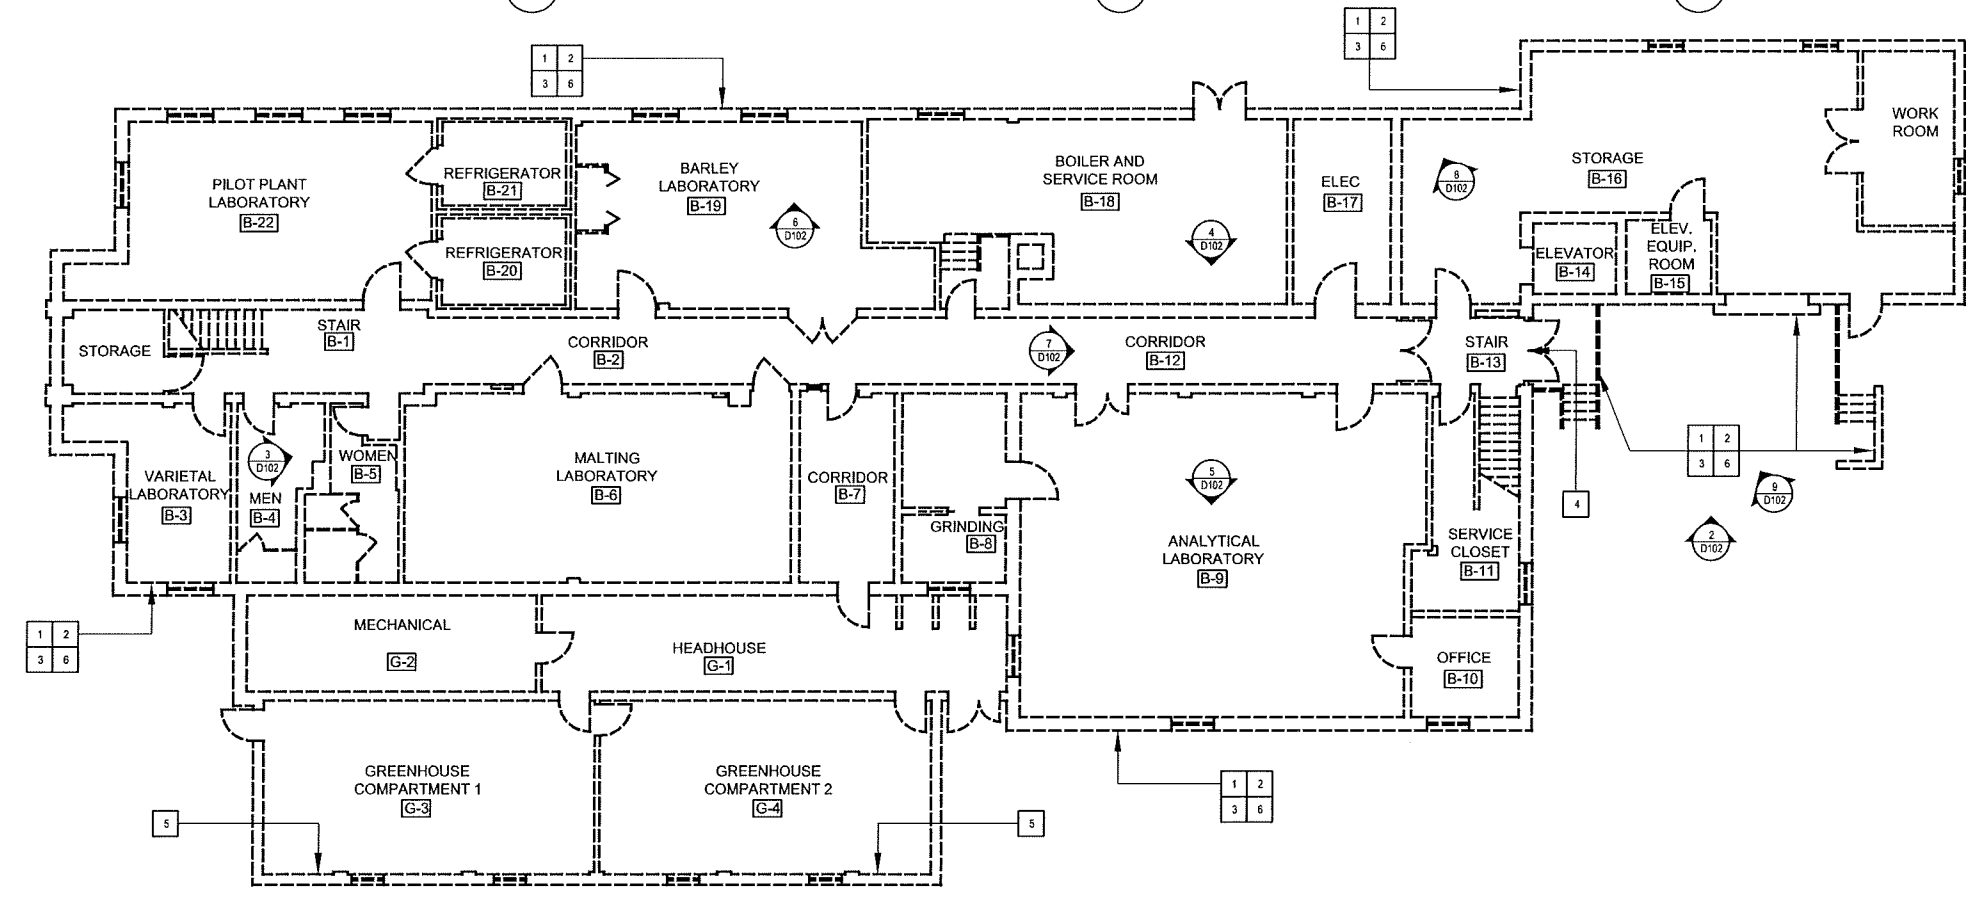 1 2
3 6
1 2
3 6
WORK
ROOM
PILOT PLANT
LABORATORY
B-22
REFRIGERATOR
B-21
BARLEY
LABORATORY
B-19
BOILER AND
SERVICE ROOM
B-18
ELEC
B-17
8
D102
STORAGE
B-16
6
D102
4
D102
REFRIGERATOR
B-20
ELEVATOR
B-14
ELEV.
EQUIP.
ROOM
B-15
STORAGE
STAIR
B-1
CORRIDOR
B-2
7
D102
CORRIDOR
B-12
STAIR
B-13
VARIETAL
LABORATORY
B-3
3
D102
MEN
B-4
WOMEN
B-5
MALTING
LABORATORY
B-6
CORRIDOR
B-7
GRINDING
B-8
5
D102
ANALYTICAL
LABORATORY
B-9
SERVICE
CLOSET
B-11
4
1 2
3 6
9
D102
2
D102
1 2
3 6
MECHANICAL
G-2
HEADHOUSE
G-1
OFFICE
B-10
GREENHOUSE
COMPARTMENT 1
G-3
GREENHOUSE
COMPARTMENT 2
G-4
5
5
1 2
3 6